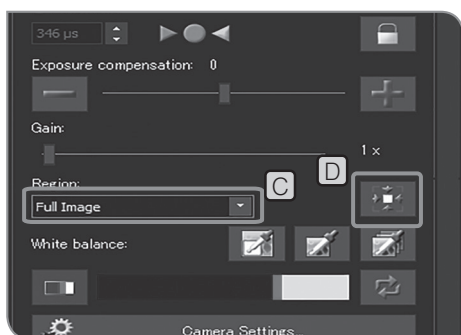 346 µs
Exposure compensation: 0
Gain:
1 x
D
Region:
C
Full Image
White balance:
Camera Settings...